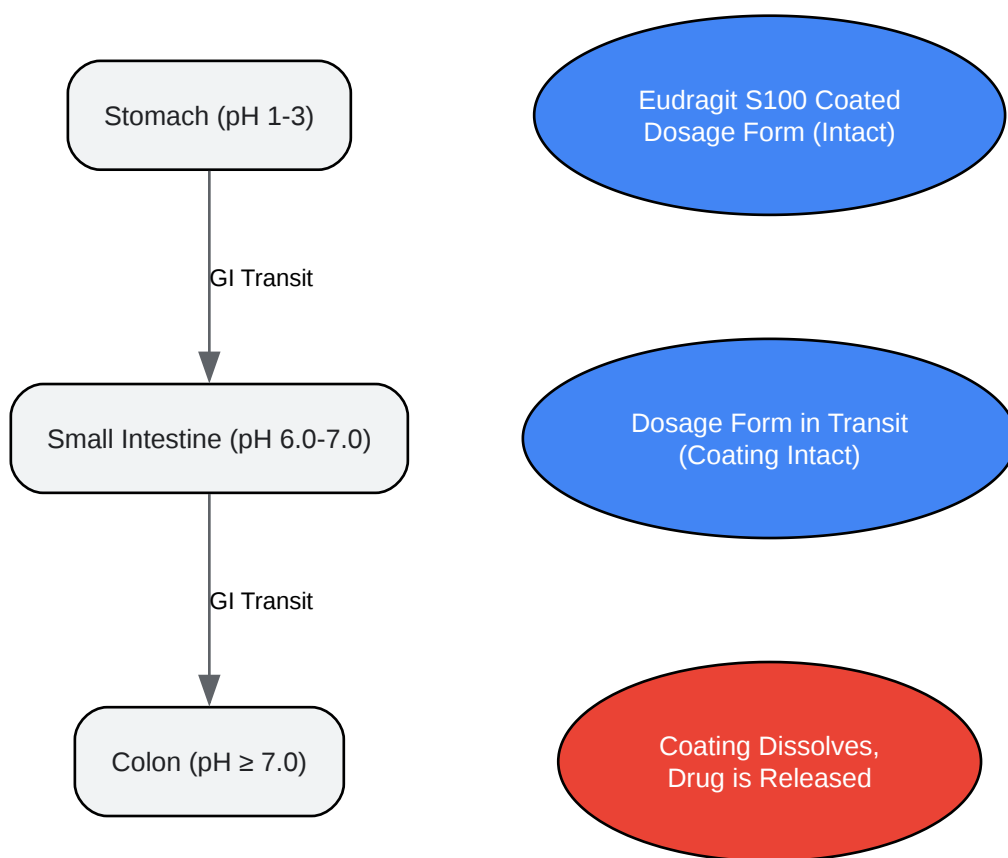 Stomach (pH 1-3)
Eudragit S100 Coated
Dosage Form (Intact)
GI Transit
Small Intestine (pH 6.0-7.0)
Dosage Form in Transit
(Coating Intact)
GI Transit
Colon (pH ≥ 7.0)
Coating Dissolves,
Drug is Released